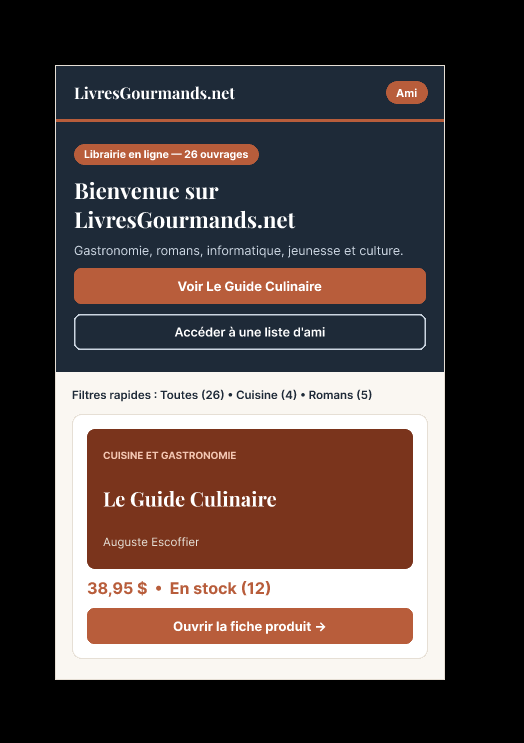 LivresGourmands.net
Ami
Librairie en ligne — 26 ouvrages
Bienvenue sur
LivresGourmands.net
Gastronomie, romans, informatique, jeunesse et culture.
Voir Le Guide Culinaire
Accéder à une liste d'ami
Filtres rapides : Toutes (26) • Cuisine (4) • Romans (5)
CUISINE ET GASTRONOMIE
Le Guide Culinaire
Auguste Escoffier
38,95 $ • En stock (12)
Ouvrir la fiche produit →